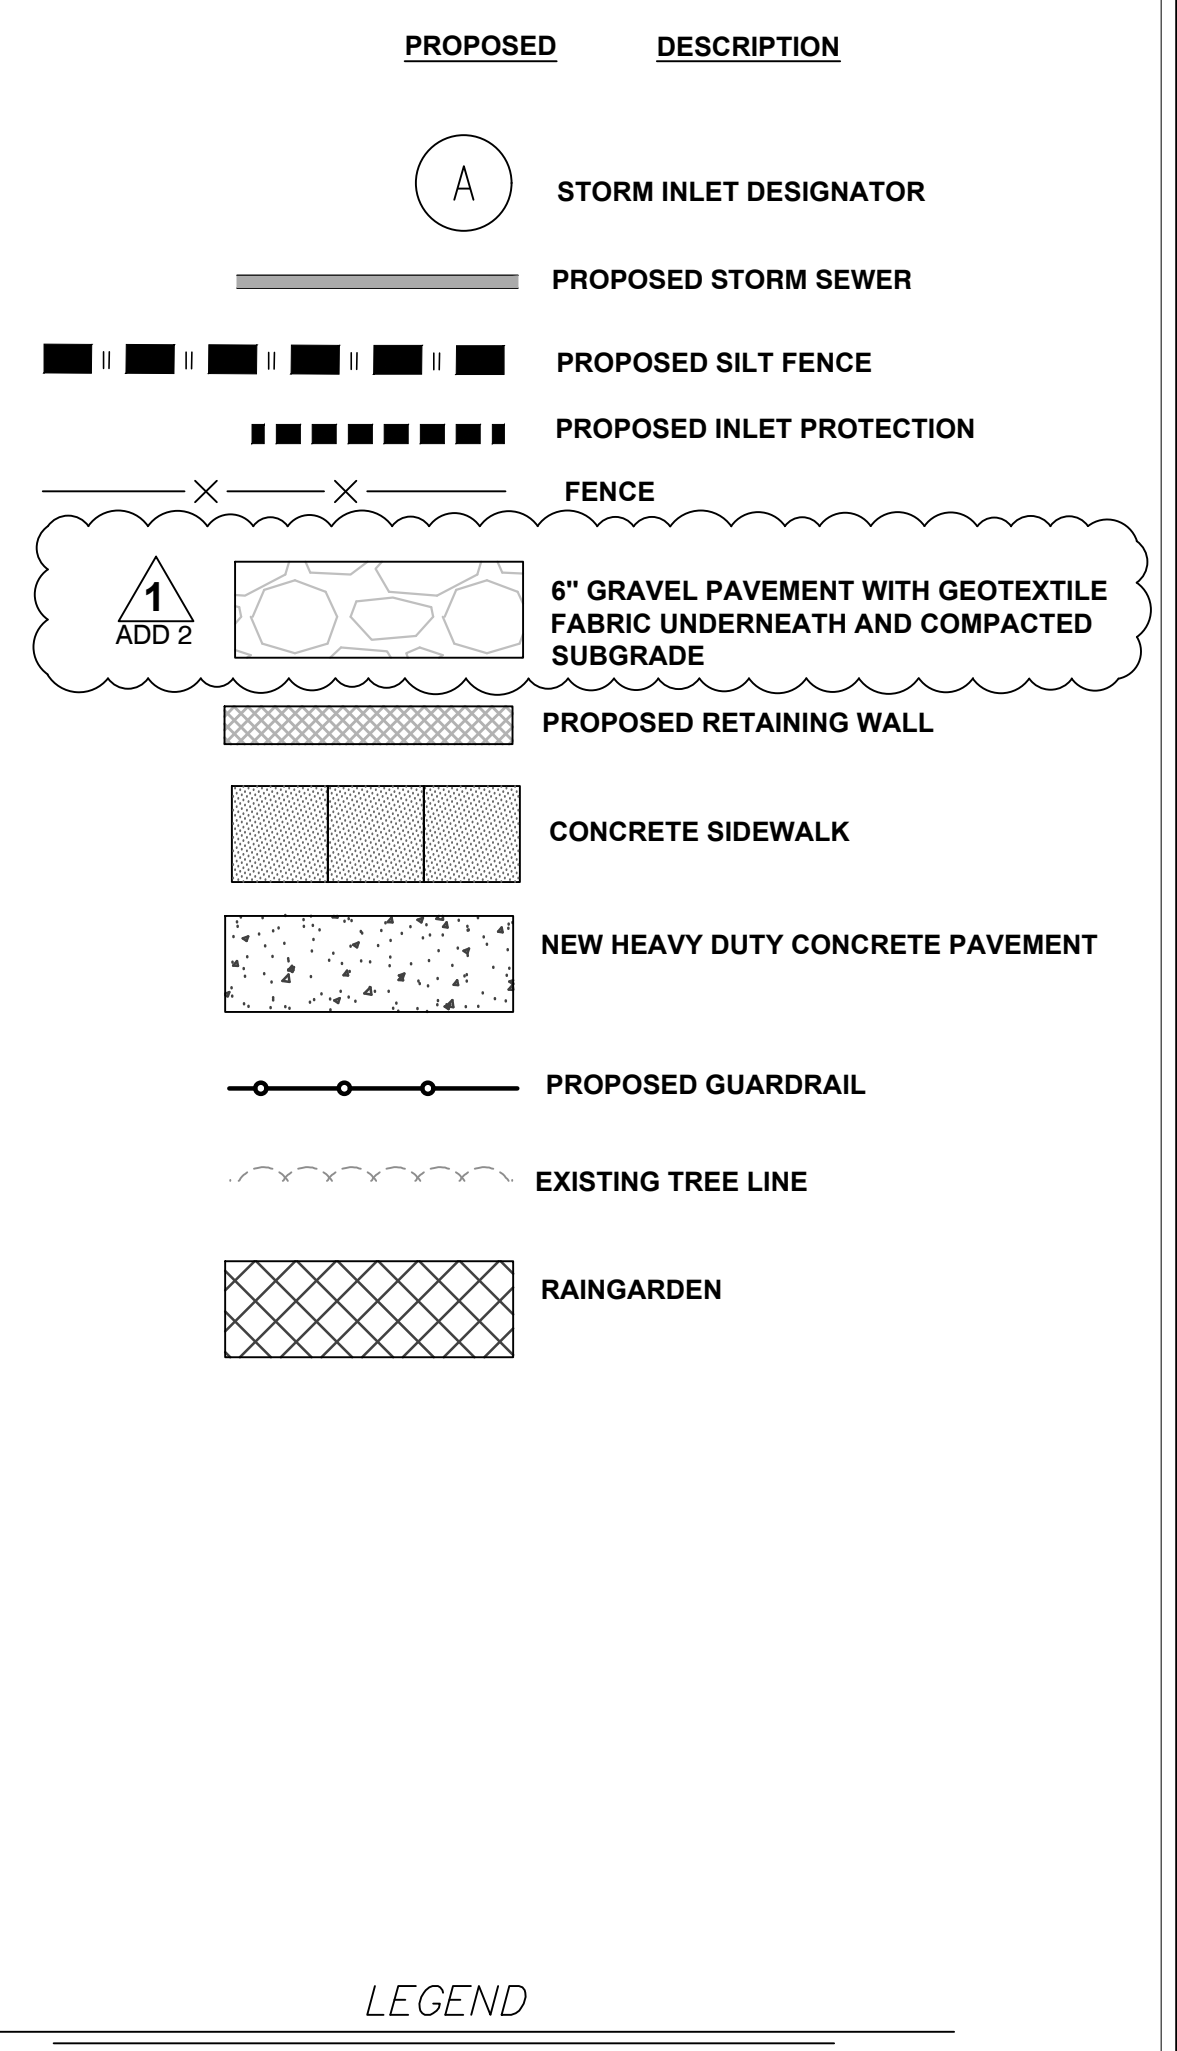 PROPOSED DESCRIPTION
A STORM INLET DESIGNATOR
PROPOSED STORM SEWER
PROPOSED SILT FENCE
PROPOSED INLET PROTECTION
FENCE
1
ADD 2
6" GRAVEL PAVEMENT WITH GEOTEXTILE
FABRIC UNDERNEATH AND COMPACTED
SUBGRADE
PROPOSED RETAINING WALL
CONCRETE SIDEWALK
NEW HEAVY DUTY CONCRETE PAVEMENT
PROPOSED GUARDRAIL
EXISTING TREE LINE
RAINGARDEN
LEGEND